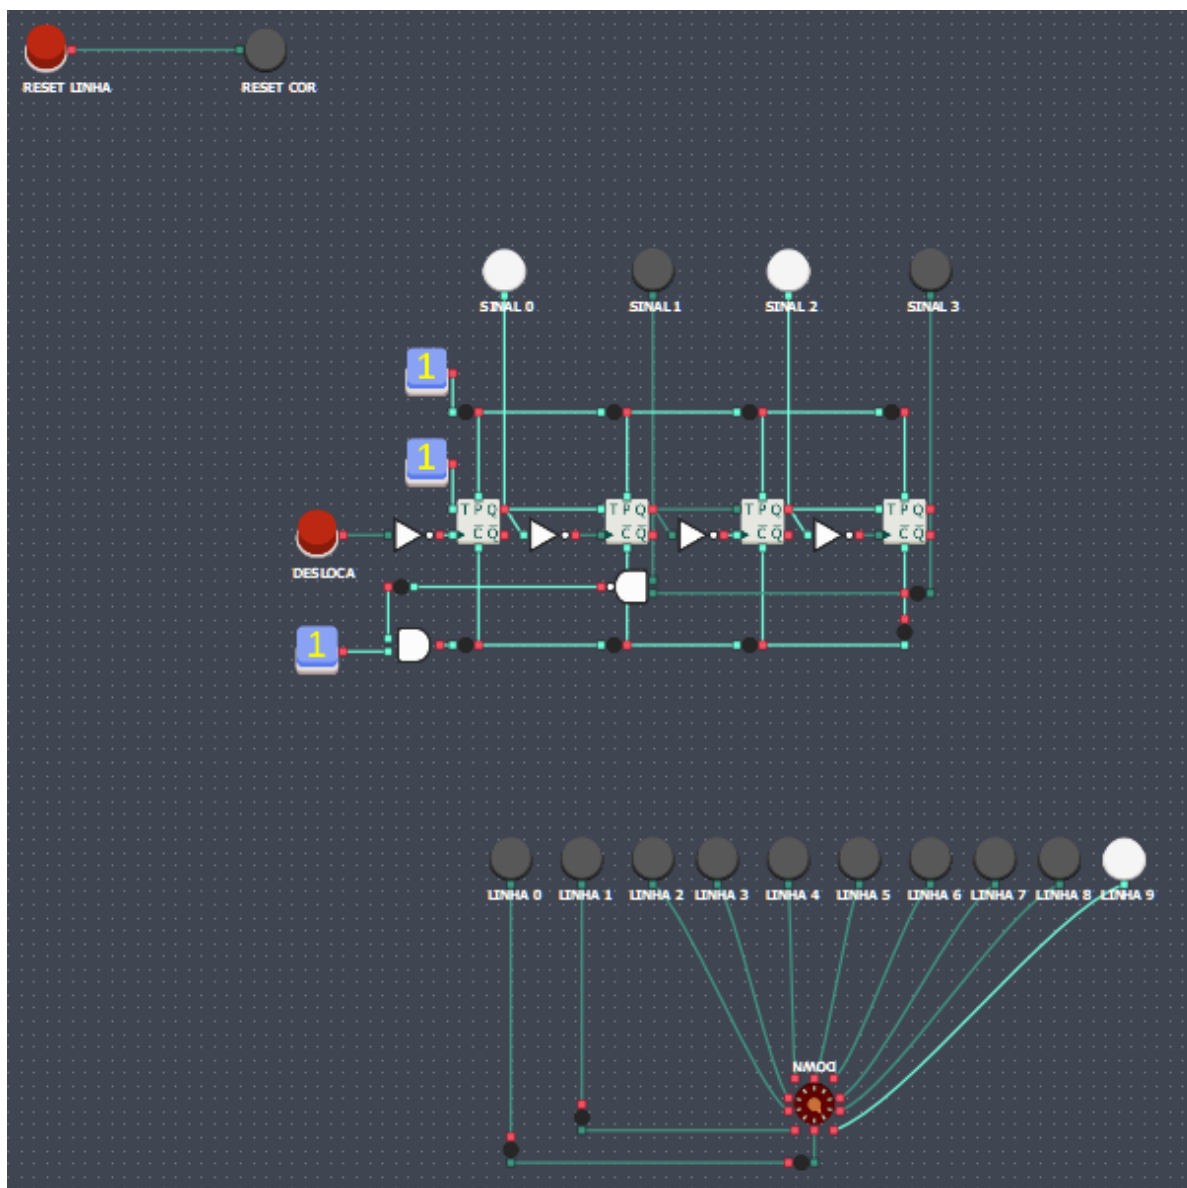 RESET LINHA
RESET COR
SINAL 0
SINAL 1
SINAL 2
SINAL 3
1
1
T P Q
C Q
T P Q
C Q
T P Q
C Q
T P Q
C Q
DESLOCA
1
LINHA 0
LINHA 1
LINHA 2
LINHA 3
LINHA 4
LINHA 5
LINHA 6
LINHA 7
LINHA 8
LINHA 9
DOWN